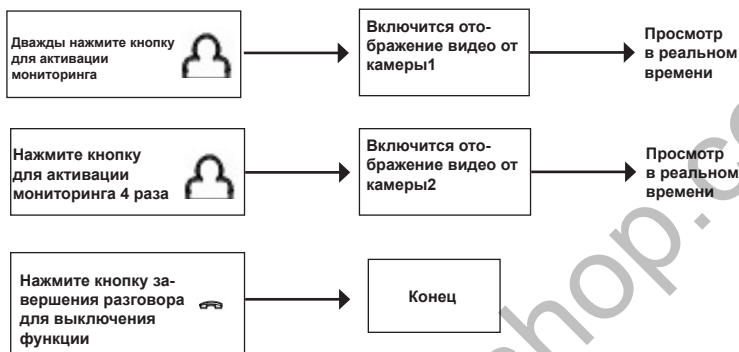 Дважды нажмите кнопку
для активации
мониторинга
Включится ото-
бражение видео от
камеры1
Просмотр
в реальном
времени
Нажмите кнопку
для активации
мониторинга 4 раза
Включится ото-
бражение видео от
камеры2
Просмотр
в реальном
времени
Нажмите кнопку за-
вершения разговора
для выключения
функции
Конец
shop.c